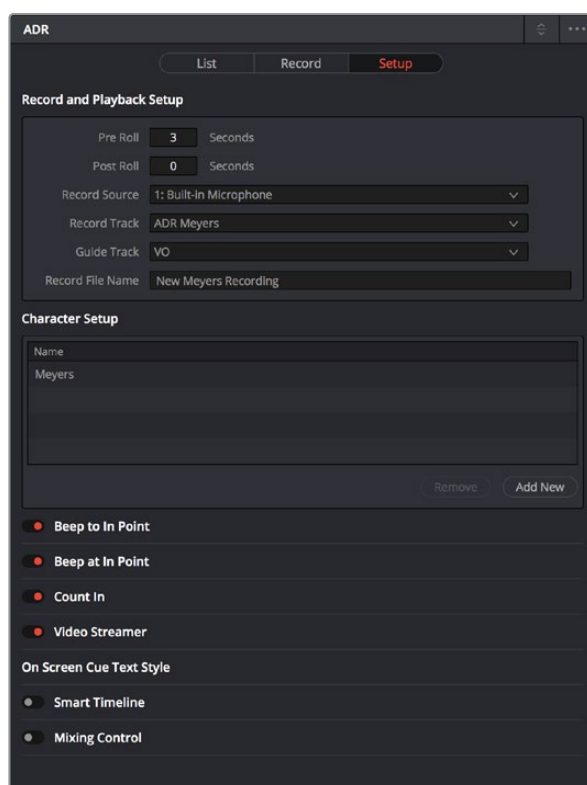 ADR
List Record Setup
Record and Playback Setup
Pre Roll 3 Seconds
Post Roll 0 Seconds
Record Source 1: Built-in Microphone
Record Track ADR Meyers
Guide Track VO
Record File Name New Meyers Recording
Character Setup
Name
Meyers
Remove Add New
Beep to In Point
Beep at In Point
Count In
Video Streamer
On Screen Cue Text Style
Smart Timeline
Mixing Control